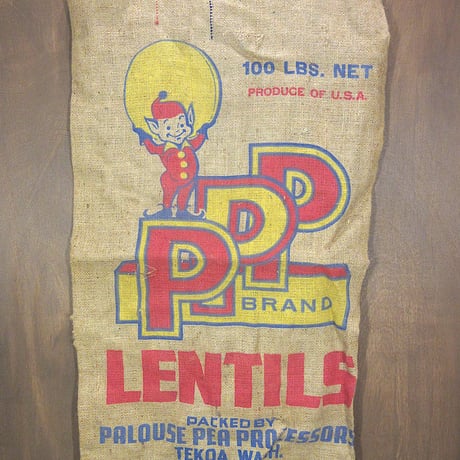 100 LBS. NET
PRODUCE OF U.S.A.
PPP
BRAND
LENTILS
PACKED BY
PALOUSE PEA PROCESSORS
TEKOA, WASH.